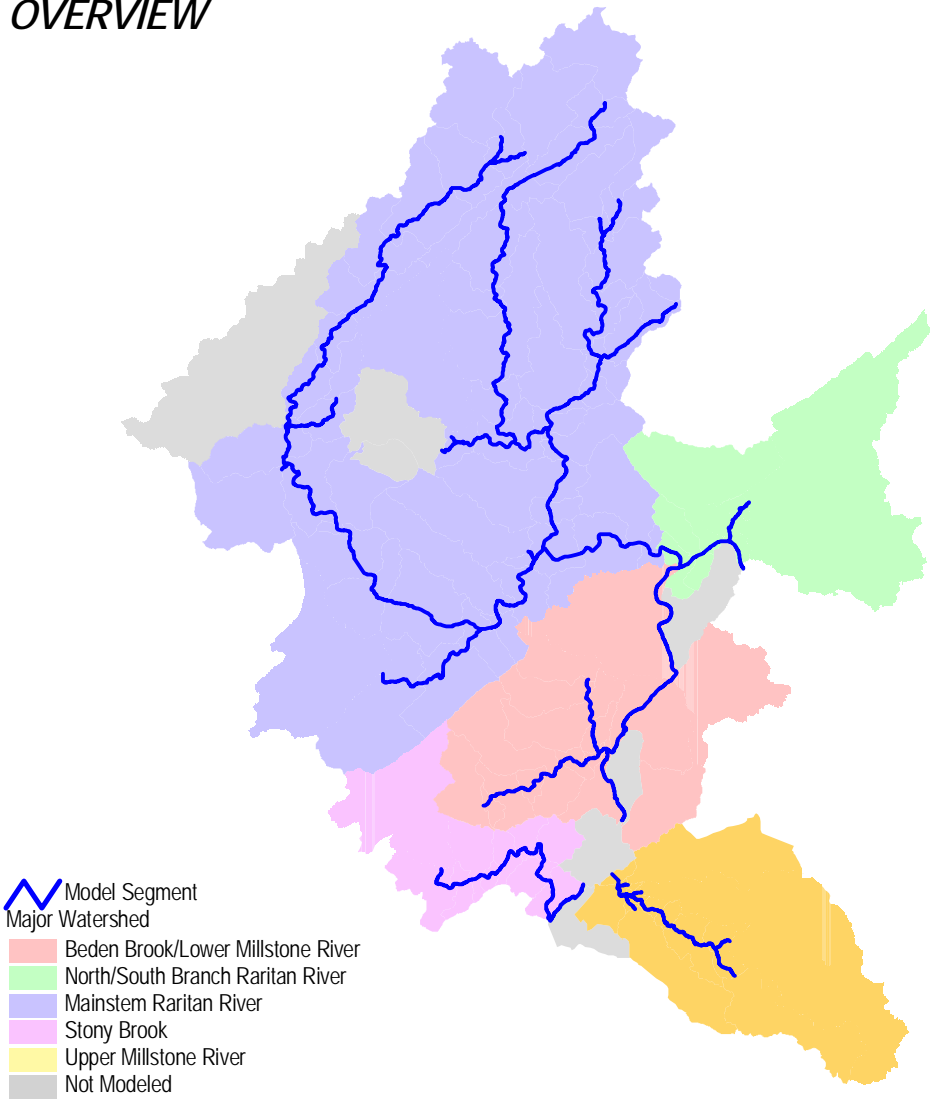 OVERVIEW
Model Segment
Major Watershed
Beden Brook/Lower Millstone River
North/South Branch Raritan River
Mainstem Raritan River
Stony Brook
Upper Millstone River
Not Modeled